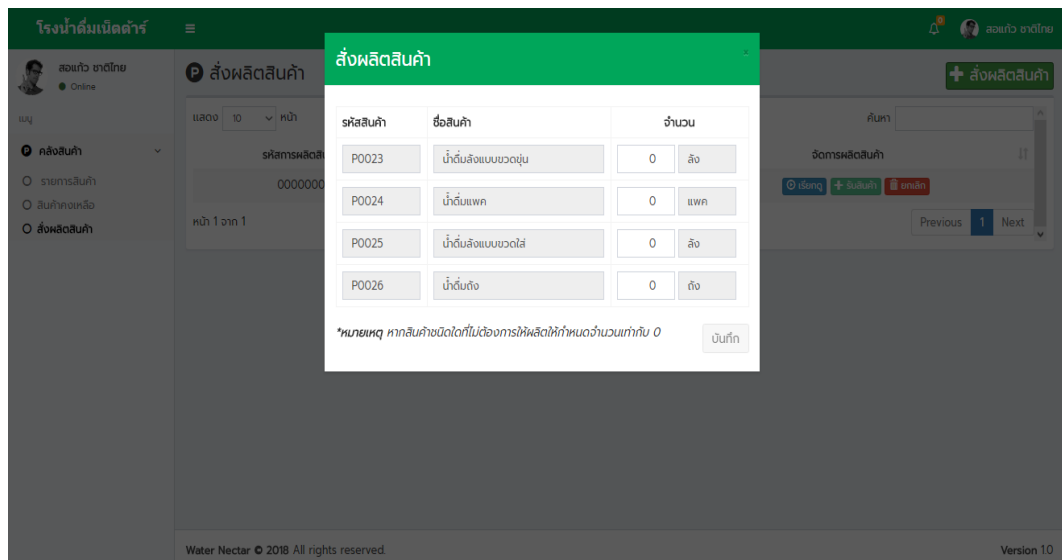 โรงน้ำดื่มเน็ตต้าร์
0
สอแก้ว ชาติไทย
สอแก้ว ชาติไทย
Online
เมนู
คลังสินค้า
รายการสินค้า
สินค้าคงเหลือ
สั่งผลิตสินค้า
P สั่งผลิตสินค้า
+ สั่งผลิตสินค้า
แสดง 10 หน้า
ค้นหา
รหัสการผลิตสิ
จัดการผลิตสินค้า
0000000
เรียกดู + รับสินค้า ยกเลิก
หน้า 1 จาก 1
Previous 1 Next
สั่งผลิตสินค้า ×
รหัสสินค้า ชื่อสินค้า จำนวน
P0023 น้ำดื่มลังแบบขวดขุ่น 0 ลัง
P0024 น้ำดื่มแพค 0 แพค
P0025 น้ำดื่มลังแบบขวดใส่ 0 ลัง
P0026 น้ำดื่มถัง 0 ถัง
*หมายเหตุ หากสินค้าชนิดใดที่ไม่ต้องการให้ผลิตให้กำหนดจำนวนเท่ากับ 0
บันทึก
Water Nectar © 2018 All rights reserved.
Version 1.0